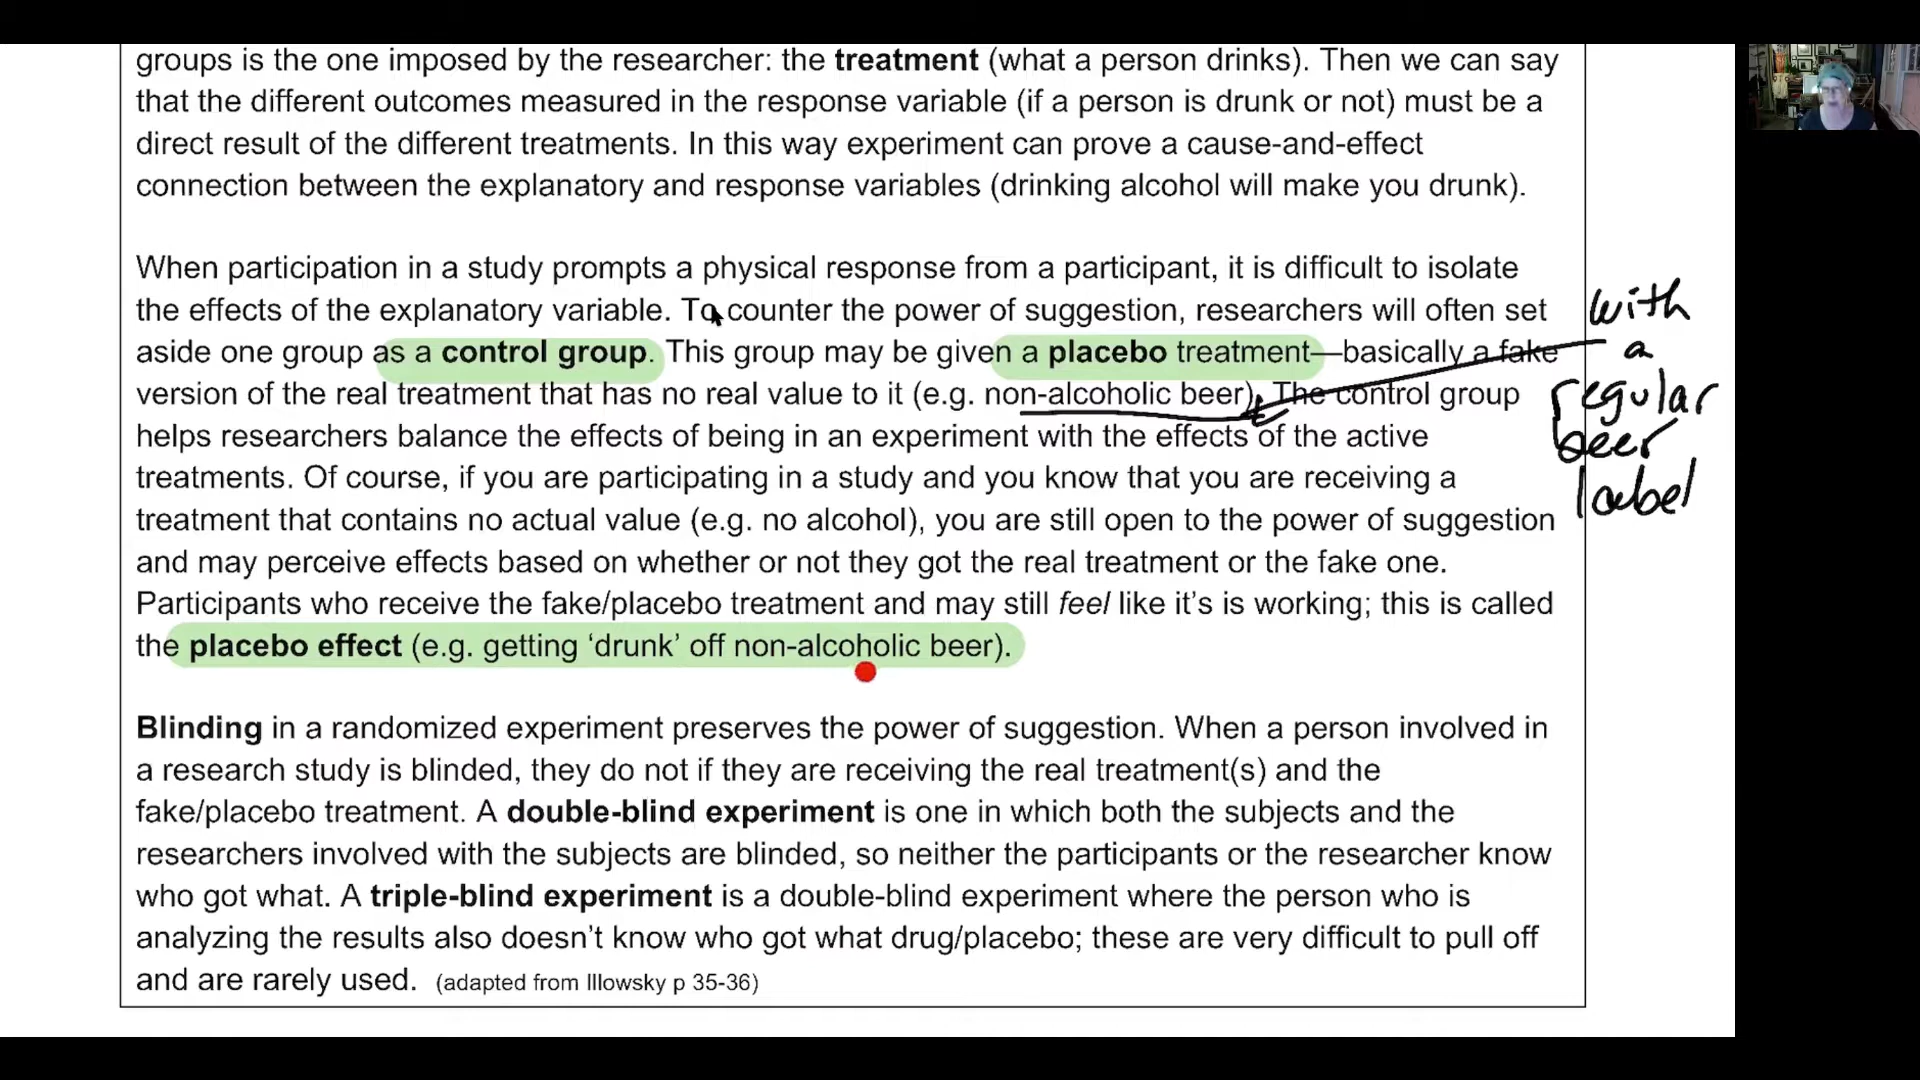 groups is the one imposed by the researcher: the treatment (what a person drinks). Then we can say
that the different outcomes measured in the response variable (if a person is drunk or not) must be a
direct result of the different treatments. In this way experiment can prove a cause-and-effect
connection between the explanatory and response variables (drinking alcohol will make you drunk).
When participation in a study prompts a physical response from a participant, it is difficult to isolate
the effects of the explanatory variable. To counter the power of suggestion, researchers will often set
aside one group as a control group. This group may be given a placebo treatment—basically a fake
version of the real treatment that has no real value to it (e.g. non-alcoholic beer). The control group
helps researchers balance the effects of being in an experiment with the effects of the active
treatments. Of course, if you are participating in a study and you know that you are receiving a
treatment that contains no actual value (e.g. no alcohol), you are still open to the power of suggestion
and may perceive effects based on whether or not they got the real treatment or the fake one.
Participants who receive the fake/placebo treatment and may still feel like it's is working; this is called
the placebo effect (e.g. getting 'drunk' off non-alcoholic beer).
with
a
regular
beer
label
Blinding in a randomized experiment preserves the power of suggestion. When a person involved in
a research study is blinded, they do not if they are receiving the real treatment(s) and the
fake/placebo treatment. A double-blind experiment is one in which both the subjects and the
researchers involved with the subjects are blinded, so neither the participants or the researcher know
who got what. A triple-blind experiment is a double-blind experiment where the person who is
analyzing the results also doesn't know who got what drug/placebo; these are very difficult to pull off
and are rarely used. (adapted from Illowsky p 35-36)